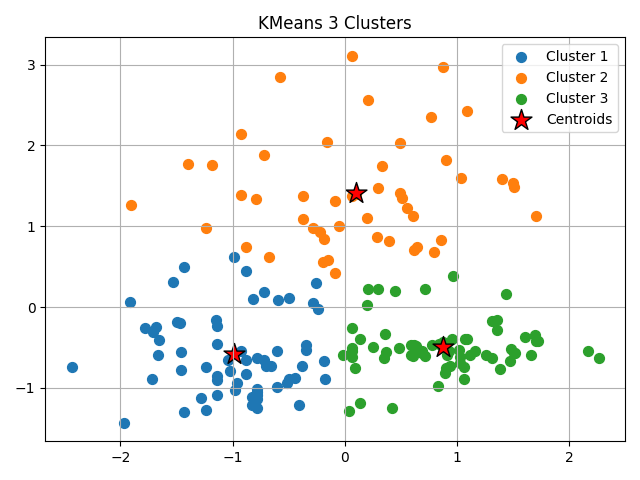 KMeans 3 Clusters
Cluster 1
Cluster 2
Cluster 3
Centroids
3
2
1
0
−1
−2
−1
0
1
2